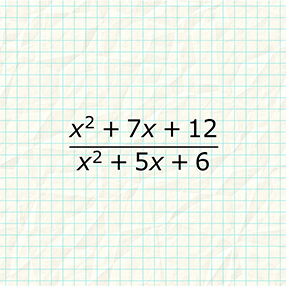 x² + 7x + 12
x² + 5x + 6